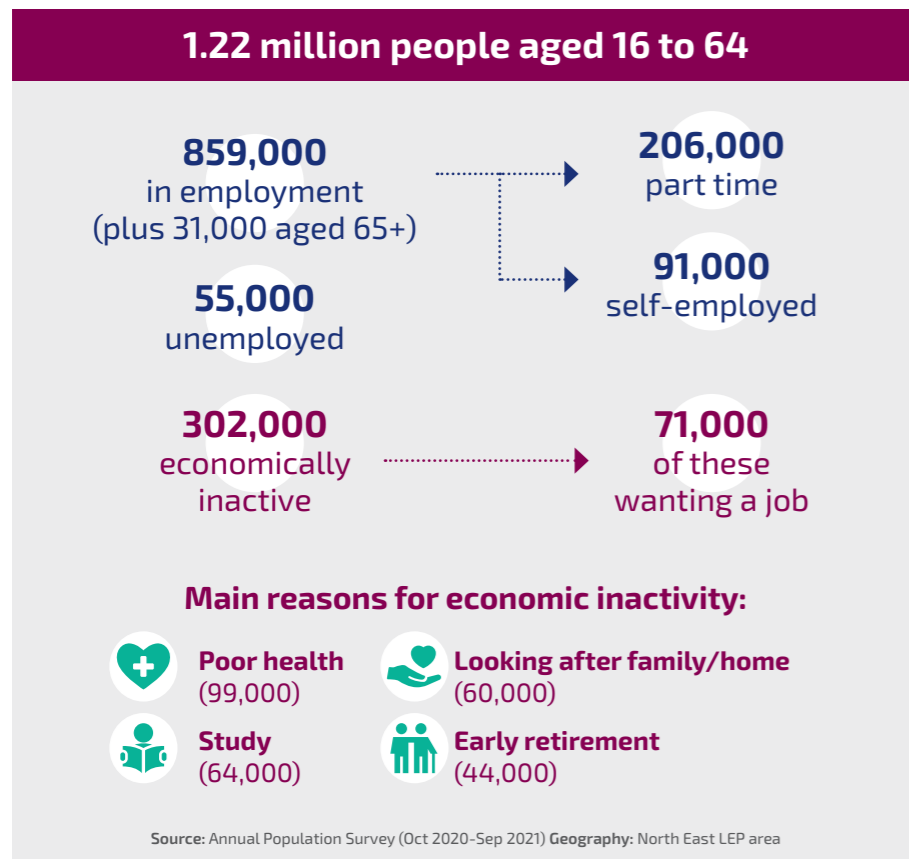 1.22 million people aged 16 to 64
859,000
in employment
(plus 31,000 aged 65+)
206,000
part time
91,000
self-employed
55,000
unemployed
302,000
economically
inactive
71,000
of these
wanting a job
Main reasons for economic inactivity:
Poor health
(99,000)
Looking after family/home
(60,000)
Study
(64,000)
Early retirement
(44,000)
Source: Annual Population Survey (Oct 2020-Sep 2021) Geography: North East LEP area